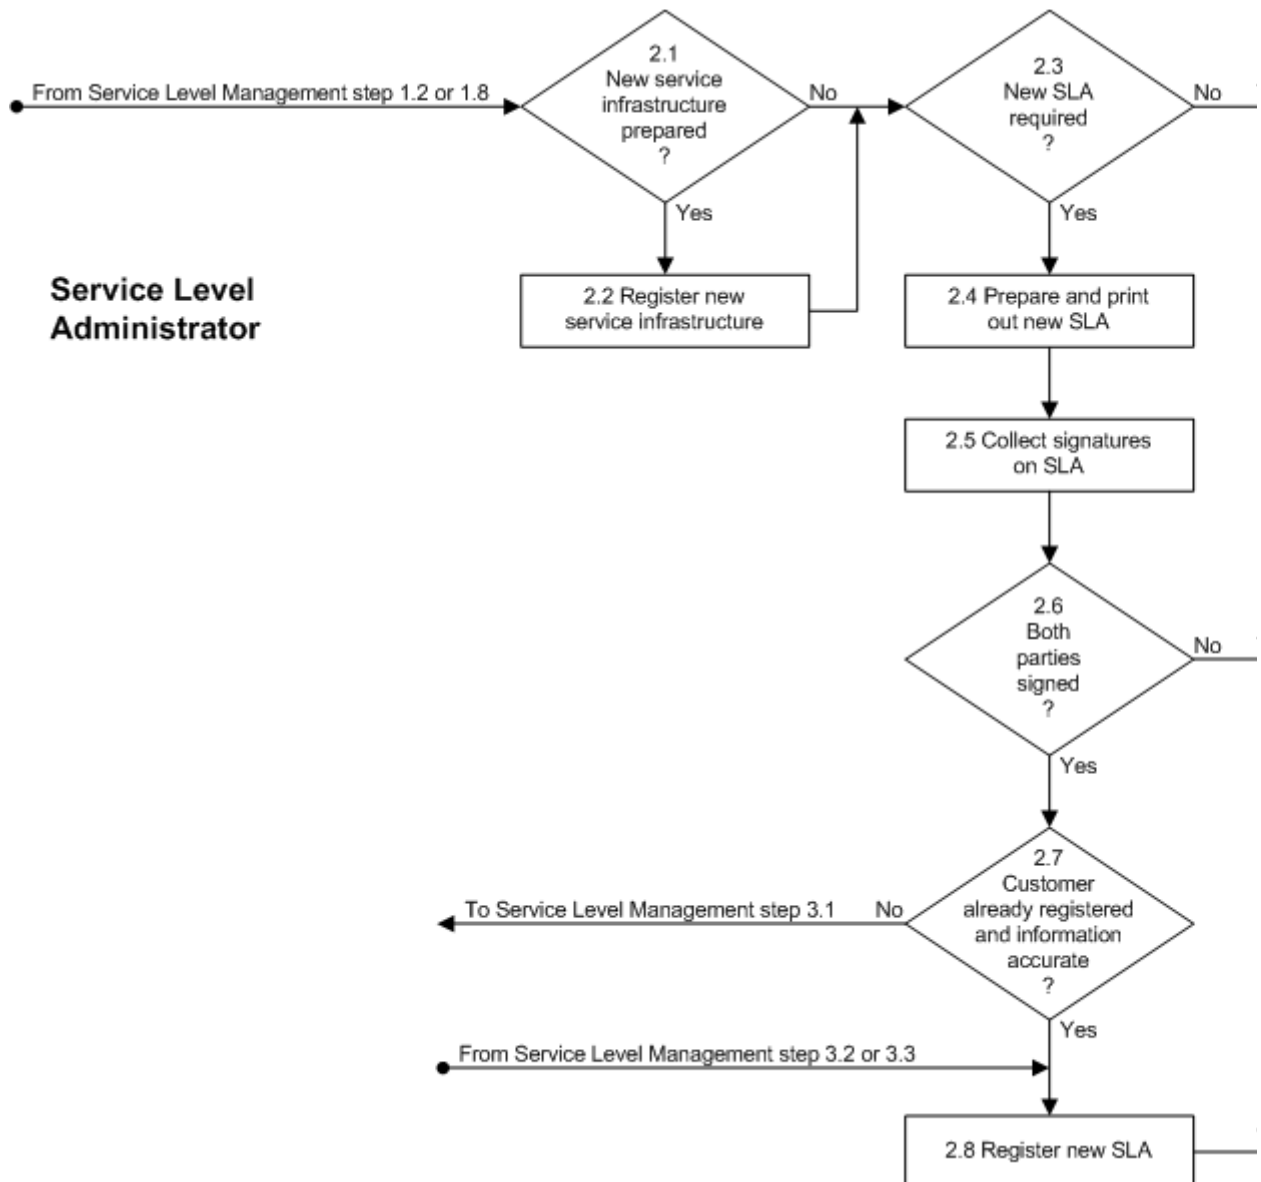 2.1
New service
infrastructure
prepared
?
2.3
New SLA
required
?
From Service Level Management step 1.2 or 1.8
No
No
Yes
Yes
Service Level
Administrator
2.2 Register new
service infrastructure
2.4 Prepare and print
out new SLA
2.5 Collect signatures
on SLA
2.6
Both
parties
signed
?
No
Yes
2.7
Customer
already registered
and information
accurate
?
To Service Level Management step 3.1
No
Yes
From Service Level Management step 3.2 or 3.3
2.8 Register new SLA